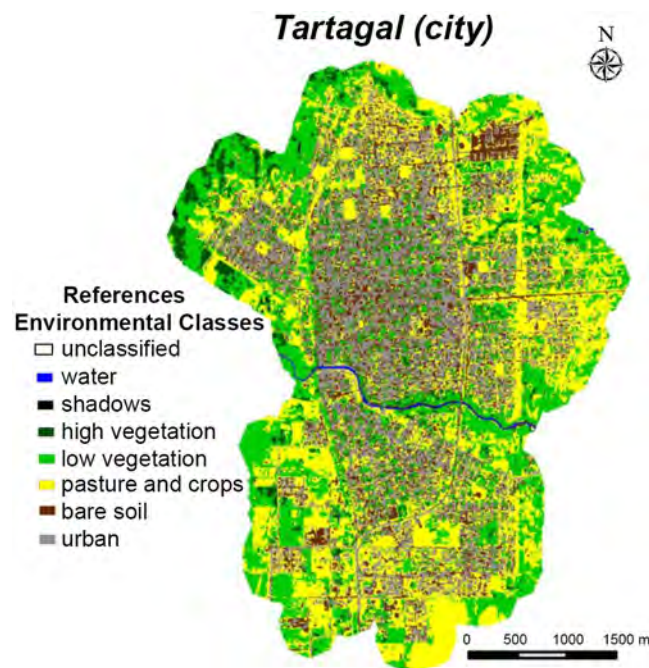 Tartagal (city)
N
References
Environmental Classes
unclassified
water
shadows
high vegetation
low vegetation
pasture and crops
bare soil
urban
0 500 1000 1500 m